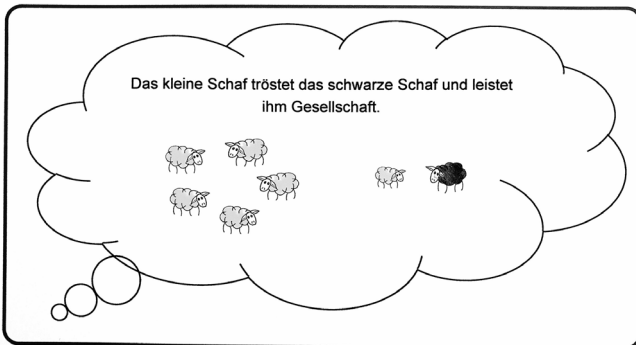 Das kleine Schaf tröstet das schwarze Schaf und leistet
ihm Gesellschaft.